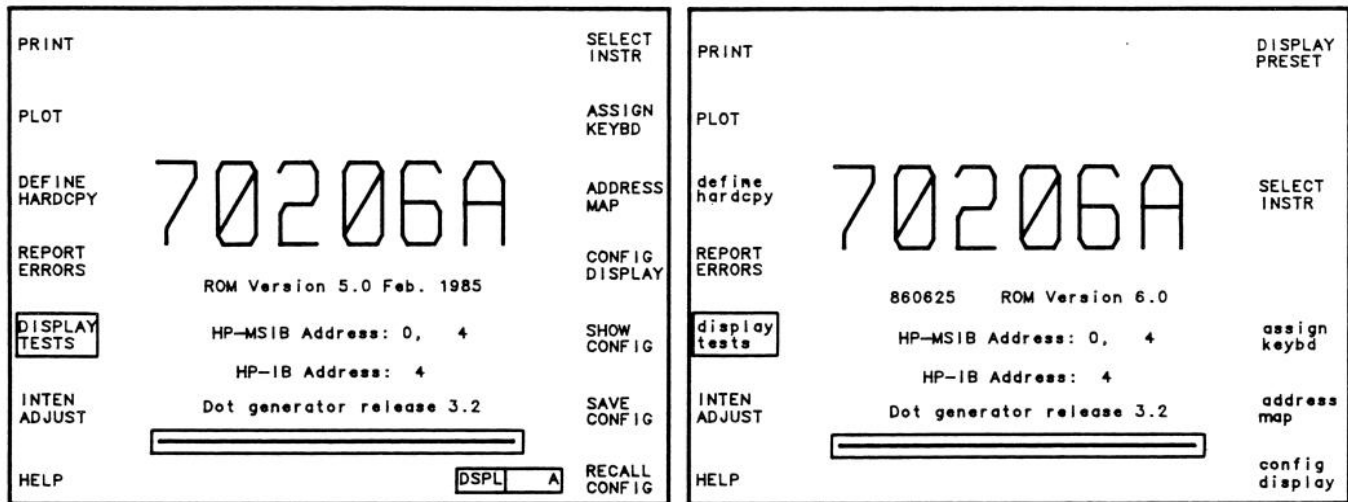 PRINT
PLOT
DEFINE
HARDCPY
REPORT
ERRORS
DISPLAY
TESTS
INTEN
ADJUST
HELP
70206A
ROM Version 5.0 Feb. 1985
HP-MSIB Address: 0, 4
HP-IB Address: 4
Dot generator release 3.2
DSPL A
SELECT
INSTR
ASSIGN
KEYBD
ADDRESS
MAP
CONFIG
DISPLAY
SHOW
CONFIG
SAVE
CONFIG
RECALL
CONFIG
PRINT
PLOT
define
hardcpy
REPORT
ERRORS
display
tests
INTEN
ADJUST
HELP
70206A
860625 ROM Version 6.0
HP-MSIB Address: 0, 4
HP-IB Address: 4
Dot generator release 3.2
DISPLAY
PRESET
SELECT
INSTR
assign
keybd
address
map
config
display